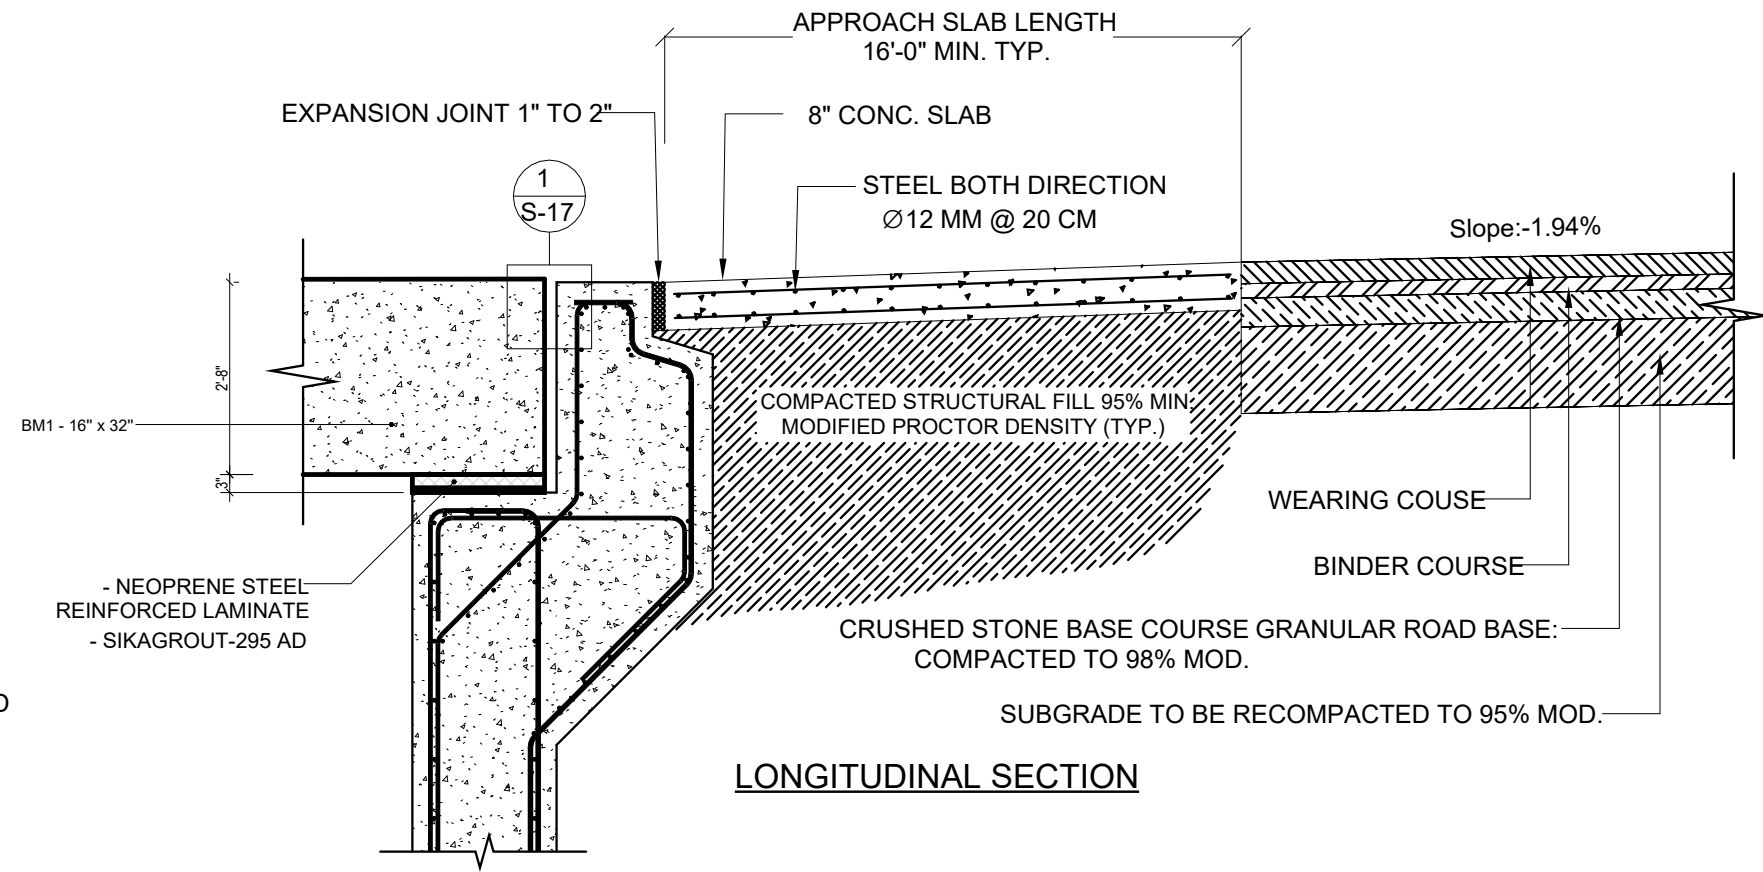 APPROACH SLAB LENGTH
16'-0" MIN. TYP.
EXPANSION JOINT 1" TO 2"
8" CONC. SLAB
1
S-17
STEEL BOTH DIRECTION
∅12 MM @ 20 CM
Slope:-1.94%
2'-8"
BM1 - 16" x 32"
3"
COMPACTED STRUCTURAL FILL 95% MIN.
MODIFIED PROCTOR DENSITY (TYP.)
WEARING COUSE
BINDER COURSE
- NEOPRENE STEEL
REINFORCED LAMINATE
- SIKAGROUT-295 AD
CRUSHED STONE BASE COURSE GRANULAR ROAD BASE:
COMPACTED TO 98% MOD.
SUBGRADE TO BE RECOMPACTED TO 95% MOD.
LONGITUDINAL SECTION